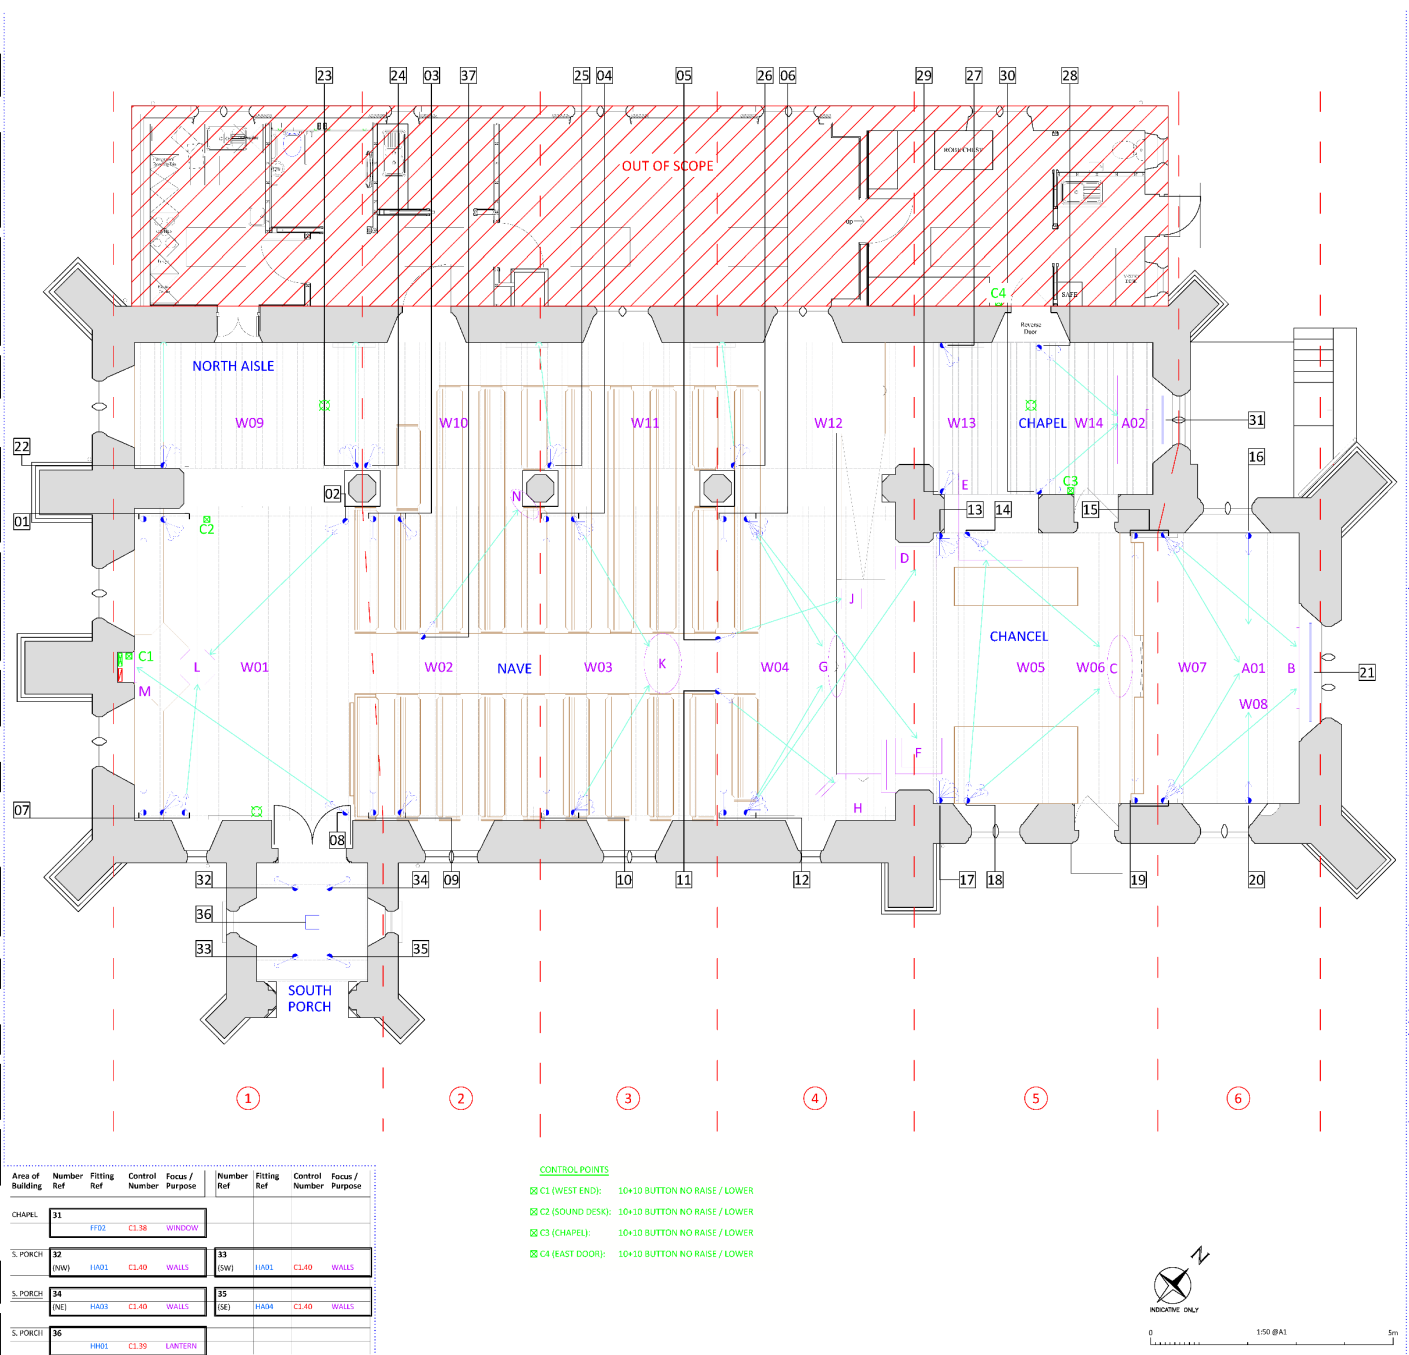 23 24 03 37 25 04 05 26 06 29 27 30 28
OUT OF SCOPE
ROBE CHEST
up
C4
SAFE
Reverse
Door
NORTH AISLE
W09 W10 W11 W12 W13 CHAPEL W14 A02
31
22
16
02
N
E
C3
01
C2
13 14 15
D
J
CHANCEL
C1
L W01 W02 NAVE W03 K W04 G W05 W06 C W07 A01 B
21
M
W08
F
H
07
08
32 34 09 10 11 12 17 18 19 20
36
33 35
SOUTH
PORCH
1 2 3 4 5 6
Area of Building Number Ref Fitting Ref Control Number Focus / Purpose Number Ref Fitting Ref Control Number Focus / Purpose
CHAPEL 31
FF02 C1.38 WINDOW
S. PORCH 32 33
(NW) HA01 C1.40 WALLS (SW) HA01 C1.40 WALLS
S. PORCH 34 35
(NE) HA03 C1.40 WALLS (SE) HA04 C1.40 WALLS
S. PORCH 36
HH01 C1.39 LANTERN
CONTROL POINTS
C1 (WEST END): 10+10 BUTTON NO RAISE / LOWER
C2 (SOUND DESK): 10+10 BUTTON NO RAISE / LOWER
C3 (CHAPEL): 10+10 BUTTON NO RAISE / LOWER
C4 (EAST DOOR): 10+10 BUTTON NO RAISE / LOWER
N
INDICATIVE ONLY
0 1:50 @A1 5m